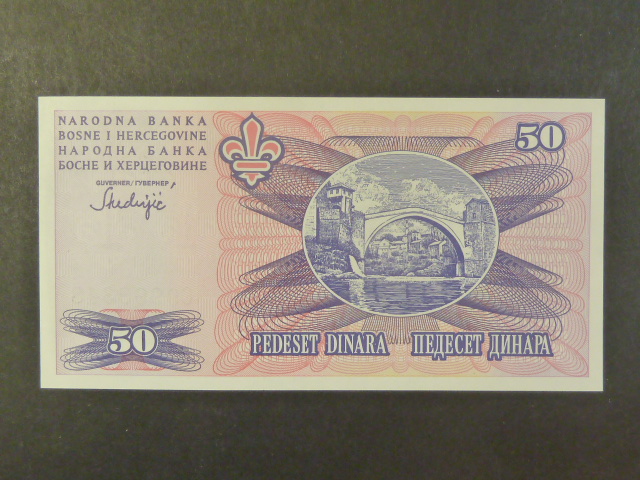 NARODNA BANKA
BOSNE I HERCEGOVINE
НАРОДНА БАНКА
БОСНЕ И ХЕРЦЕГОВИНЕ
GUVERNER/ГУВЕРНЕР
50
50
PEDESET DINARA ПЕДЕСЕТ ДИНАРА